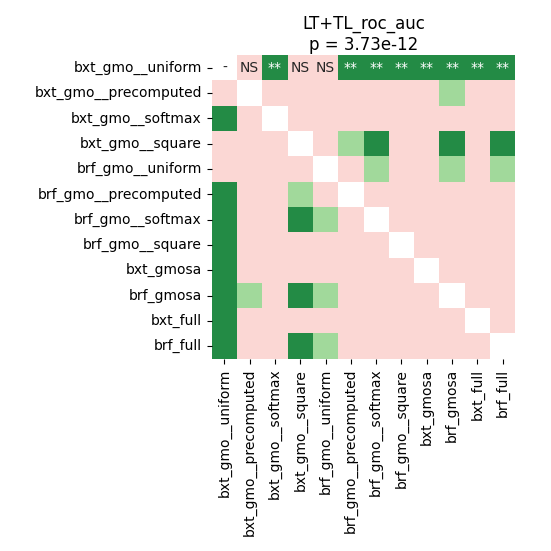 LT+TL_roc_auc
p = 3.73e-12
bxt_gmo__uniform - NS ** NS NS ** ** ** ** ** ** **
bxt_gmo__precomputed
bxt_gmo__softmax
bxt_gmo__square
brf_gmo__uniform
brf_gmo__precomputed
brf_gmo__softmax
brf_gmo__square
bxt_gmosa
brf_gmosa
bxt_full
brf_full
bxt_gmo__uniform
bxt_gmo__precomputed
bxt_gmo__softmax
bxt_gmo__square
brf_gmo__uniform
brf_gmo__precomputed
brf_gmo__softmax
brf_gmo__square
bxt_gmosa
brf_gmosa
bxt_full
brf_full